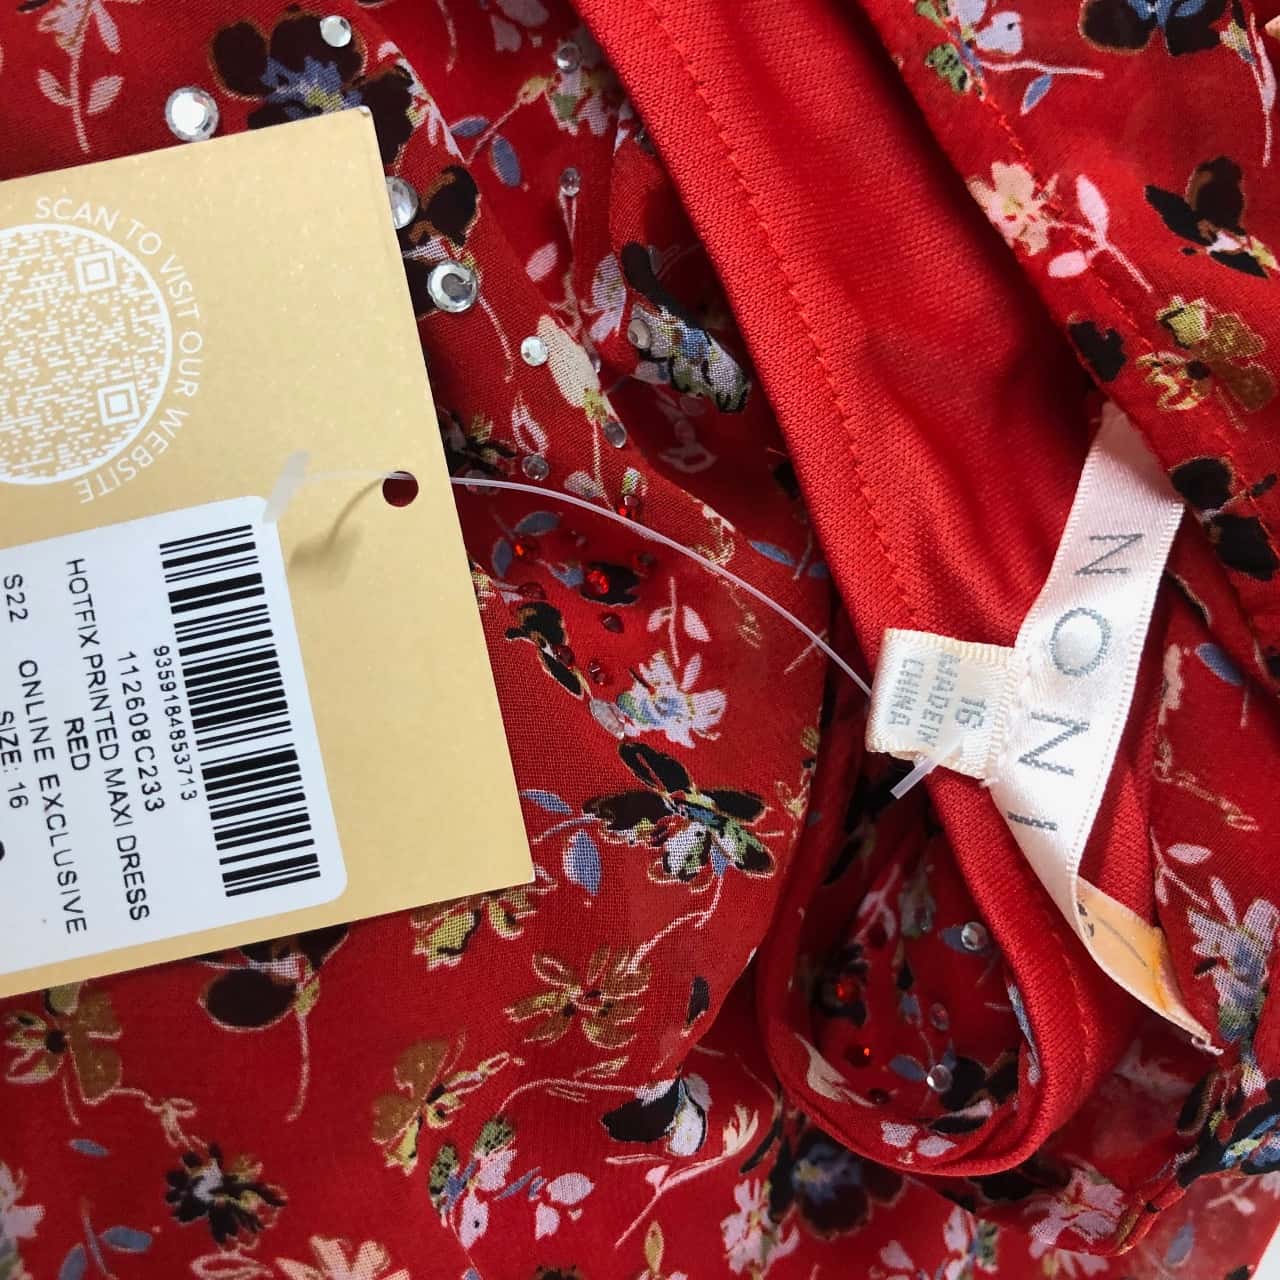 SCAN TO VISIT OUR WEBSITE
9359184853713
112608C233
HOTFIX PRINTED MAXI DRESS
RED
S22 ONLINE EXCLUSIVE
SIZE: 16
NONI
16
MADE IN
CHINA